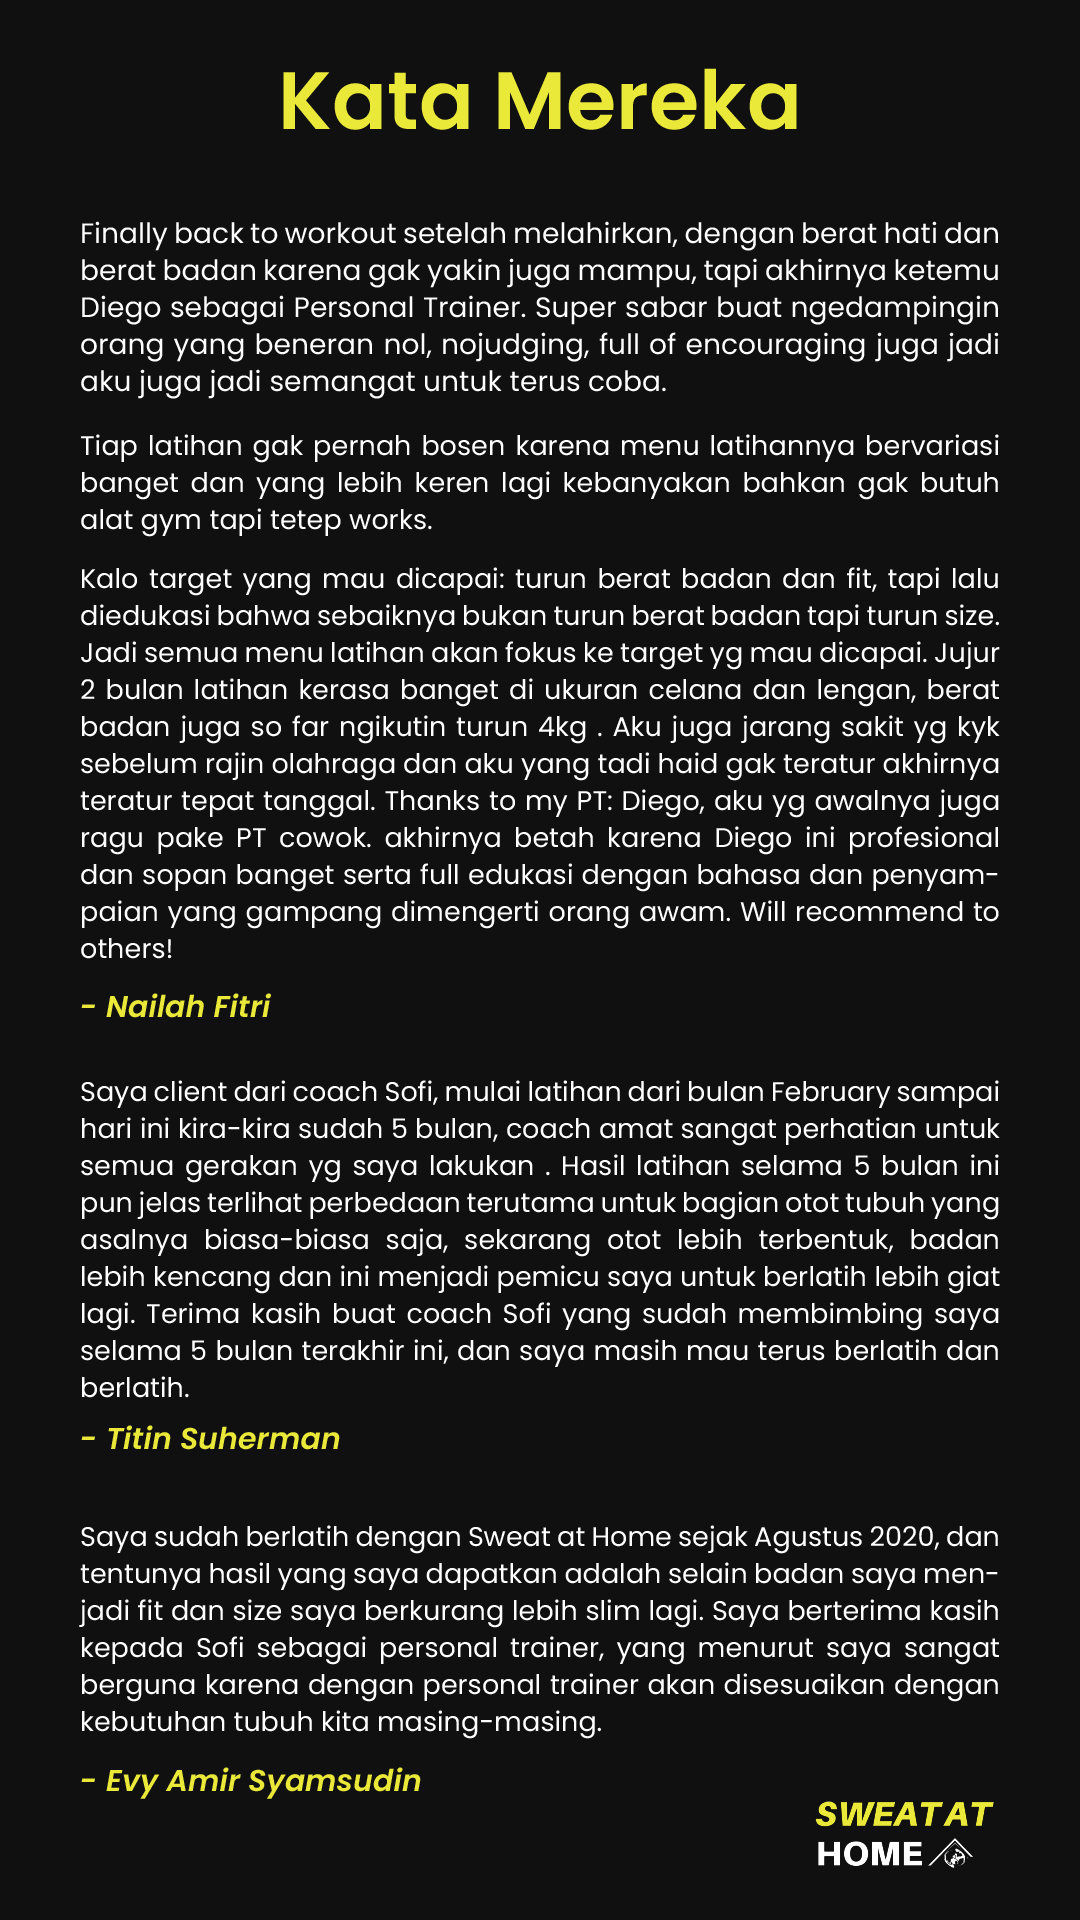 Kata Mereka
Finally back to workout setelah melahirkan, dengan berat hati dan
berat badan karena gak yakin juga mampu, tapi akhirnya ketemu
Diego sebagai Personal Trainer. Super sabar buat ngedampingin
orang yang beneran nol, nojudging, full of encouraging juga jadi
aku juga jadi semangat untuk terus coba.
Tiap latihan gak pernah bosen karena menu latihannya bervariasi
banget dan yang lebih keren lagi kebanyakan bahkan gak butuh
alat gym tapi tetep works.
Kalo target yang mau dicapai: turun berat badan dan fit, tapi lalu
diedukasi bahwa sebaiknya bukan turun berat badan tapi turun size.
Jadi semua menu latihan akan fokus ke target yg mau dicapai. Jujur
2 bulan latihan kerasa banget di ukuran celana dan lengan, berat
badan juga so far ngikutin turun 4kg . Aku juga jarang sakit yg kyk
sebelum rajin olahraga dan aku yang tadi haid gak teratur akhirnya
teratur tepat tanggal. Thanks to my PT: Diego, aku yg awalnya juga
ragu pake PT cowok. akhirnya betah karena Diego ini profesional
dan sopan banget serta full edukasi dengan bahasa dan penyam-
paian yang gampang dimengerti orang awam. Will recommend to
others!
- Nailah Fitri
Saya client dari coach Sofi, mulai latihan dari bulan February sampai
hari ini kira-kira sudah 5 bulan, coach amat sangat perhatian untuk
semua gerakan yg saya lakukan . Hasil latihan selama 5 bulan ini
pun jelas terlihat perbedaan terutama untuk bagian otot tubuh yang
asalnya biasa-biasa saja, sekarang otot lebih terbentuk, badan
lebih kencang dan ini menjadi pemicu saya untuk berlatih lebih giat
lagi. Terima kasih buat coach Sofi yang sudah membimbing saya
selama 5 bulan terakhir ini, dan saya masih mau terus berlatih dan
berlatih.
- Titin Suherman
Saya sudah berlatih dengan Sweat at Home sejak Agustus 2020, dan
tentunya hasil yang saya dapatkan adalah selain badan saya men-
jadi fit dan size saya berkurang lebih slim lagi. Saya berterima kasih
kepada Sofi sebagai personal trainer, yang menurut saya sangat
berguna karena dengan personal trainer akan disesuaikan dengan
kebutuhan tubuh kita masing-masing.
- Evy Amir Syamsudin
SWEAT AT
HOME